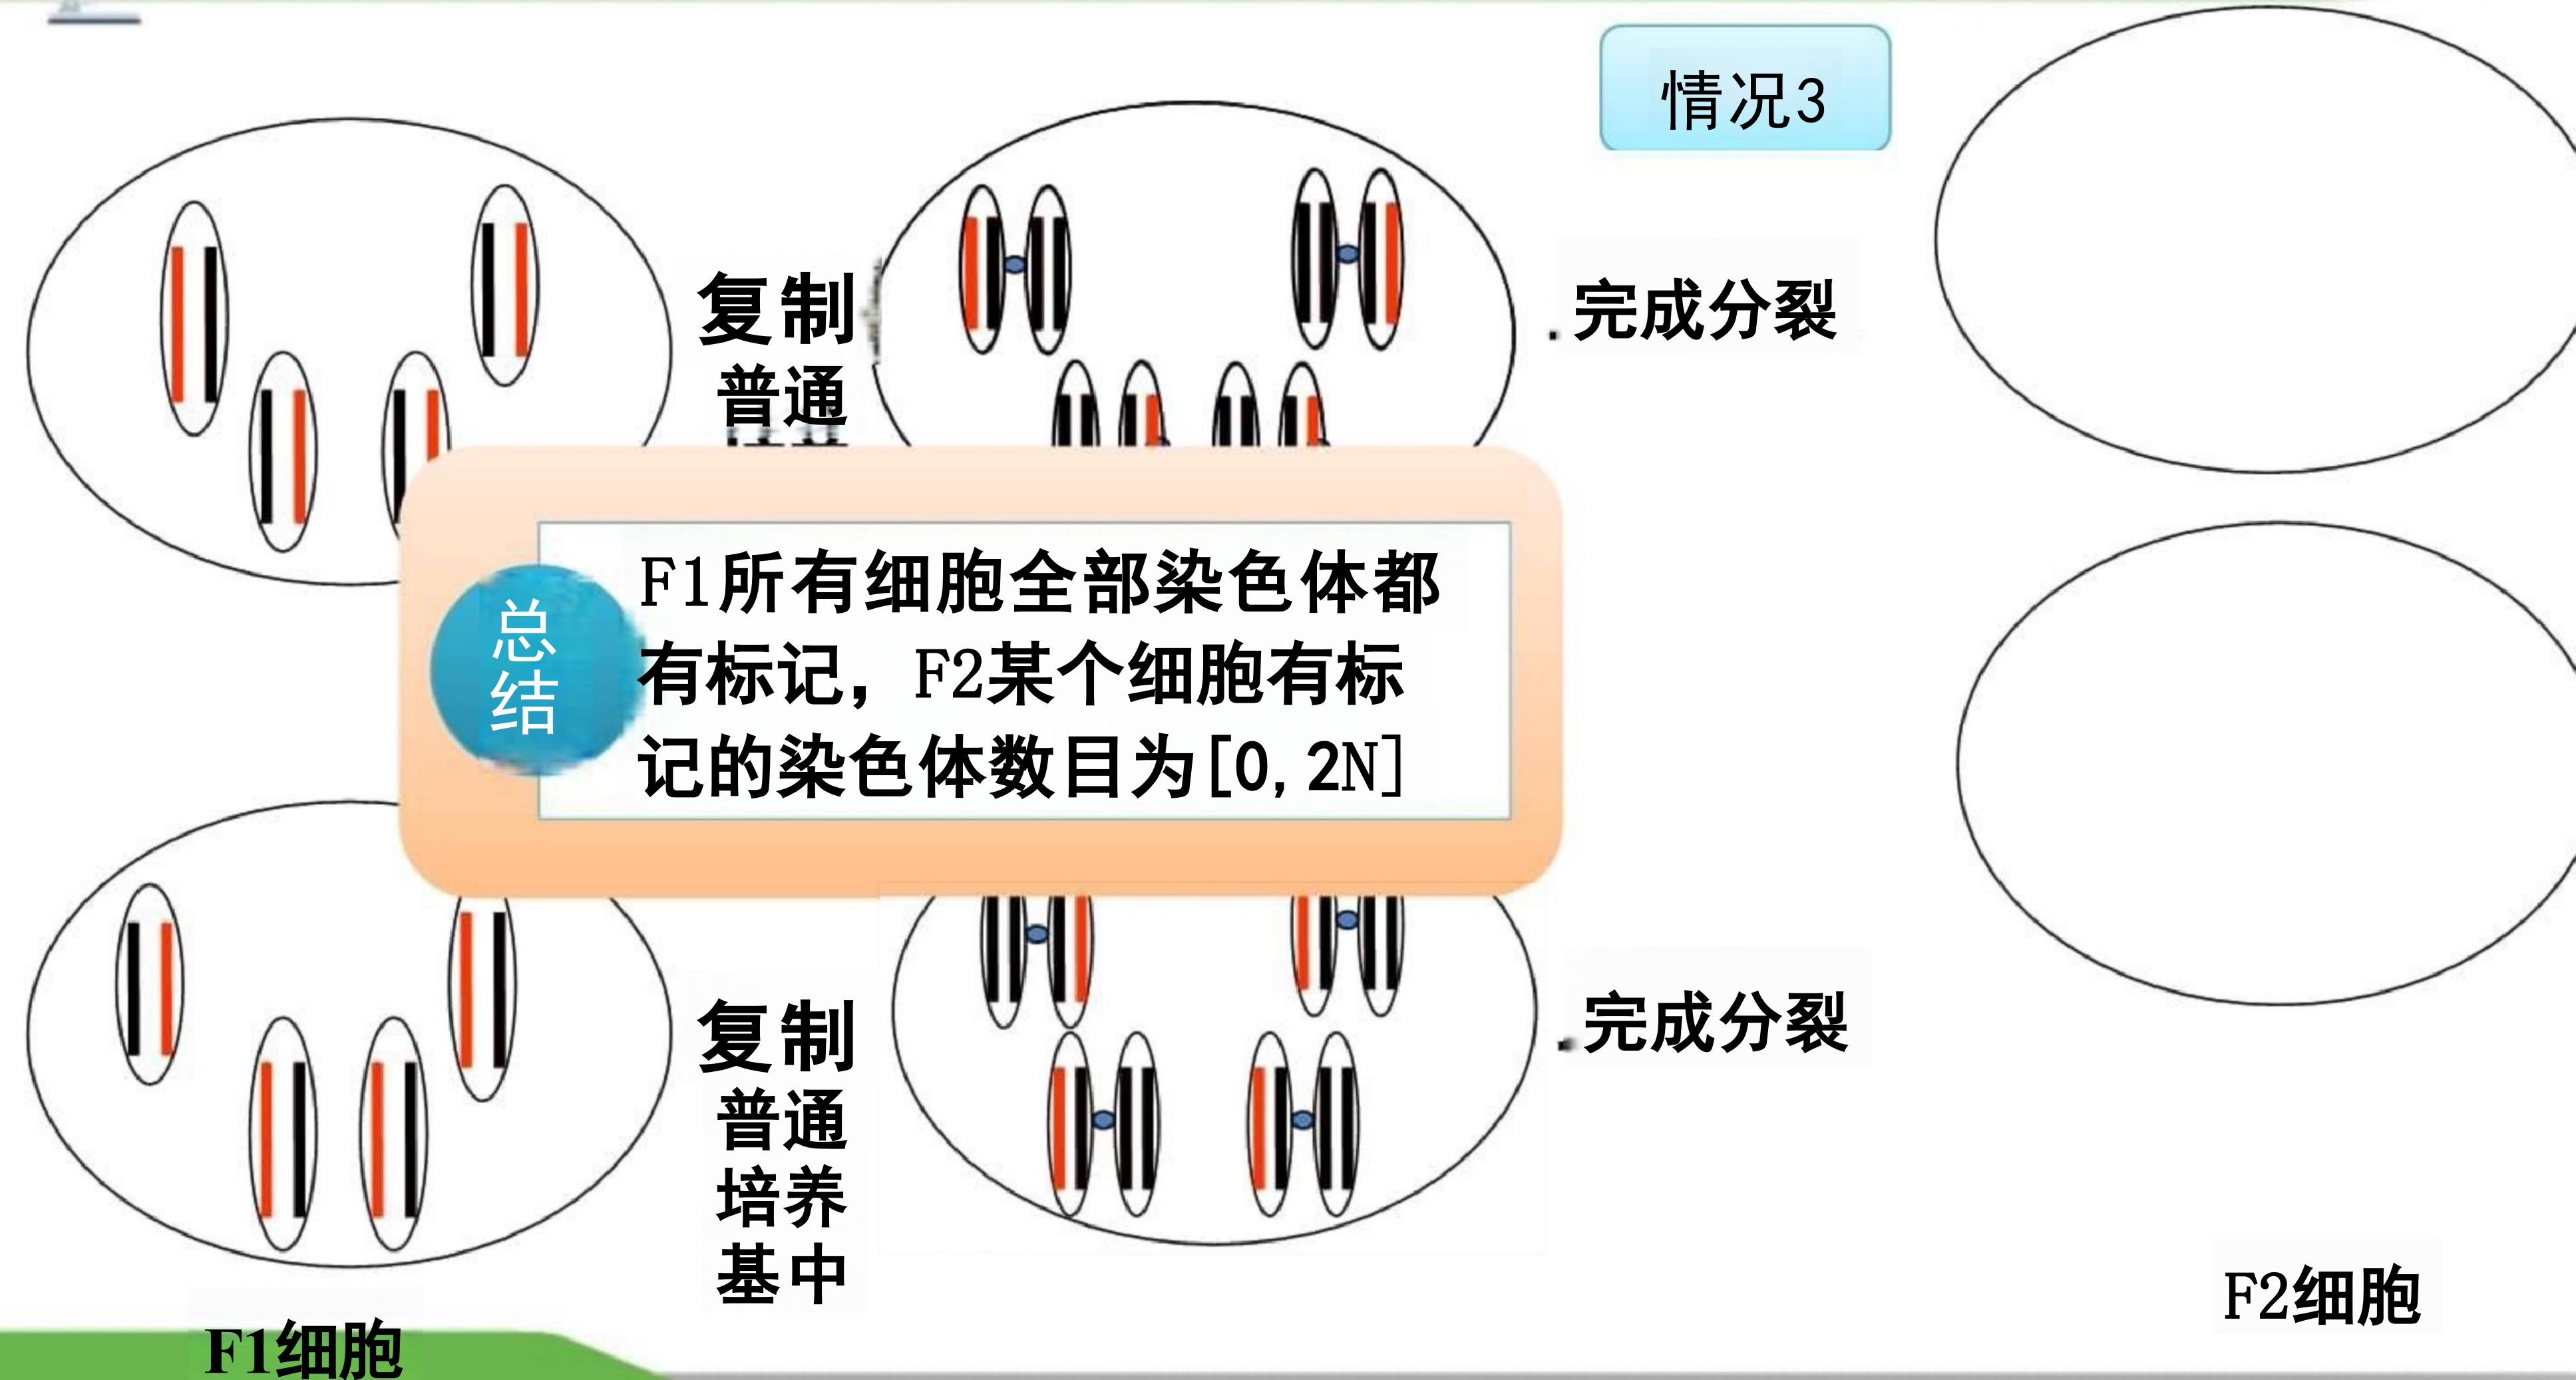 情况3
复制
普通
.完成分裂
总
结
F1所有细胞全部染色体都
有标记，F2某个细胞有标
记的染色体数目为[0,2N]
复制
普通
培养
基中
.完成分裂
F1细胞
F2细胞